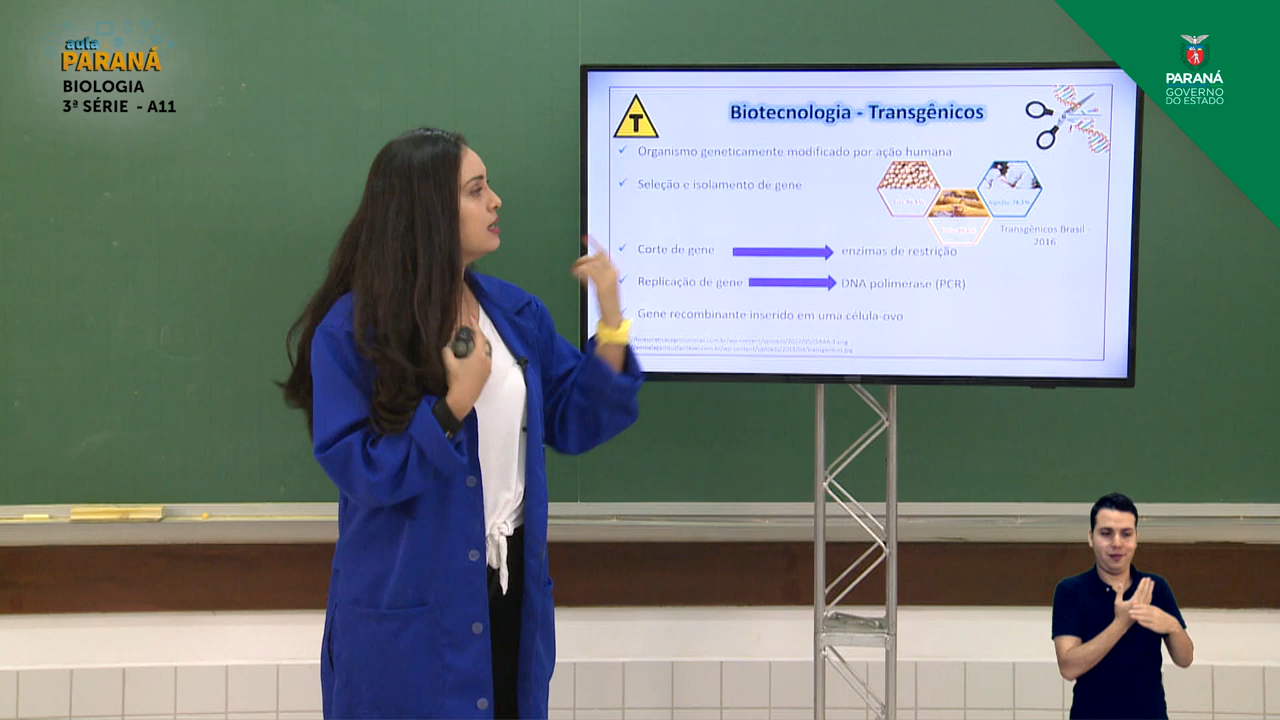 aula
PARANÁ
BIOLOGIA
3ª SÉRIE - A11
PARANÁ
GOVERNO
DO ESTADO
T
Biotecnologia - Transgênicos
Organismo geneticamente modificado por ação humana
Seleção e isolamento de gene
Transgênicos Brasil -
2016
Corte de gene
enzimas de restrição
Replicação de gene
DNA polimerase (PCR)
Gene recombinante inserido em uma célula-ovo